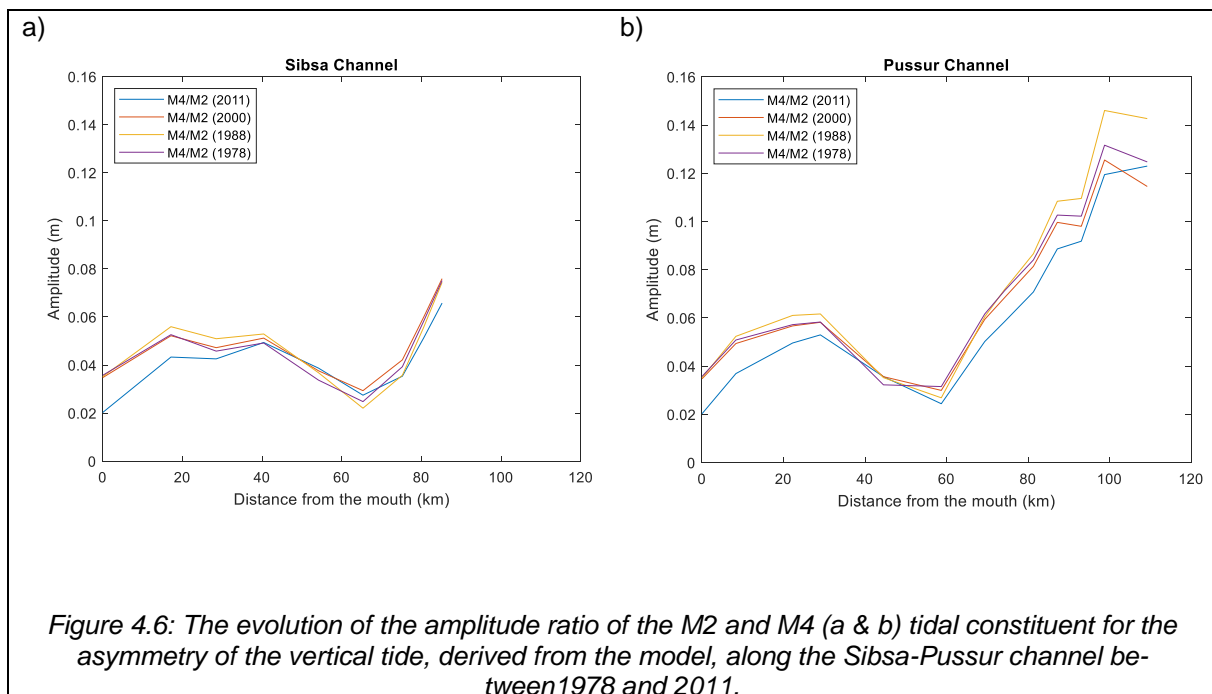 a)
Sibsa Channel
0.16
0.14
0.12
0.1
0.08
0.06
0.04
0.02
0
Amplitude (m)
M4/M2 (2011)
M4/M2 (2000)
M4/M2 (1988)
M4/M2 (1978)
0 20 40 60 80 100 120
Distance from the mouth (km)
b)
Pussur Channel
0.16
0.14
0.12
0.1
0.08
0.06
0.04
0.02
0
Amplitude (m)
M4/M2 (2011)
M4/M2 (2000)
M4/M2 (1988)
M4/M2 (1978)
0 20 40 60 80 100 120
Distance from the mouth (km)
Figure 4.6: The evolution of the amplitude ratio of the M2 and M4 (a & b) tidal constituent for the
asymmetry of the vertical tide, derived from the model, along the Sibsa-Pussur channel be-
tween1978 and 2011.